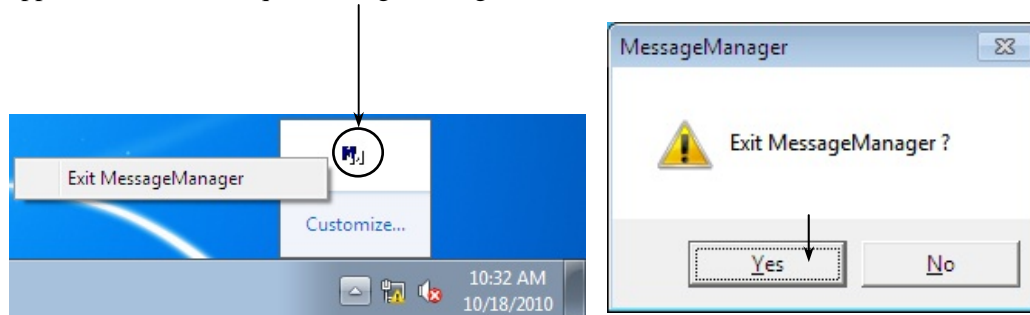 MessageManager
Exit MessageManager ?
Exit MessageManager
Customize...
Yes
No
10:32 AM
10/18/2010